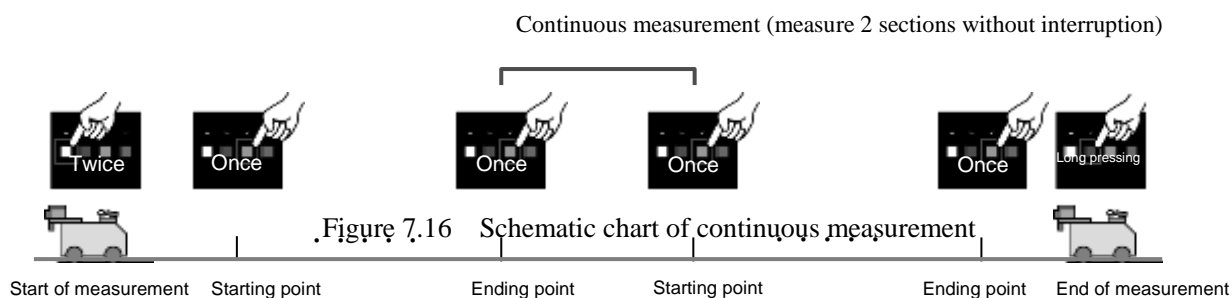 Continuous measurement (measure 2 sections without interruption)
Twice
Once
Once
Once
Once
Long pressing
Figure 7.16 Schematic chart of continuous measurement
Start of measurement
Starting point
Ending point
Starting point
Ending point
End of measurement